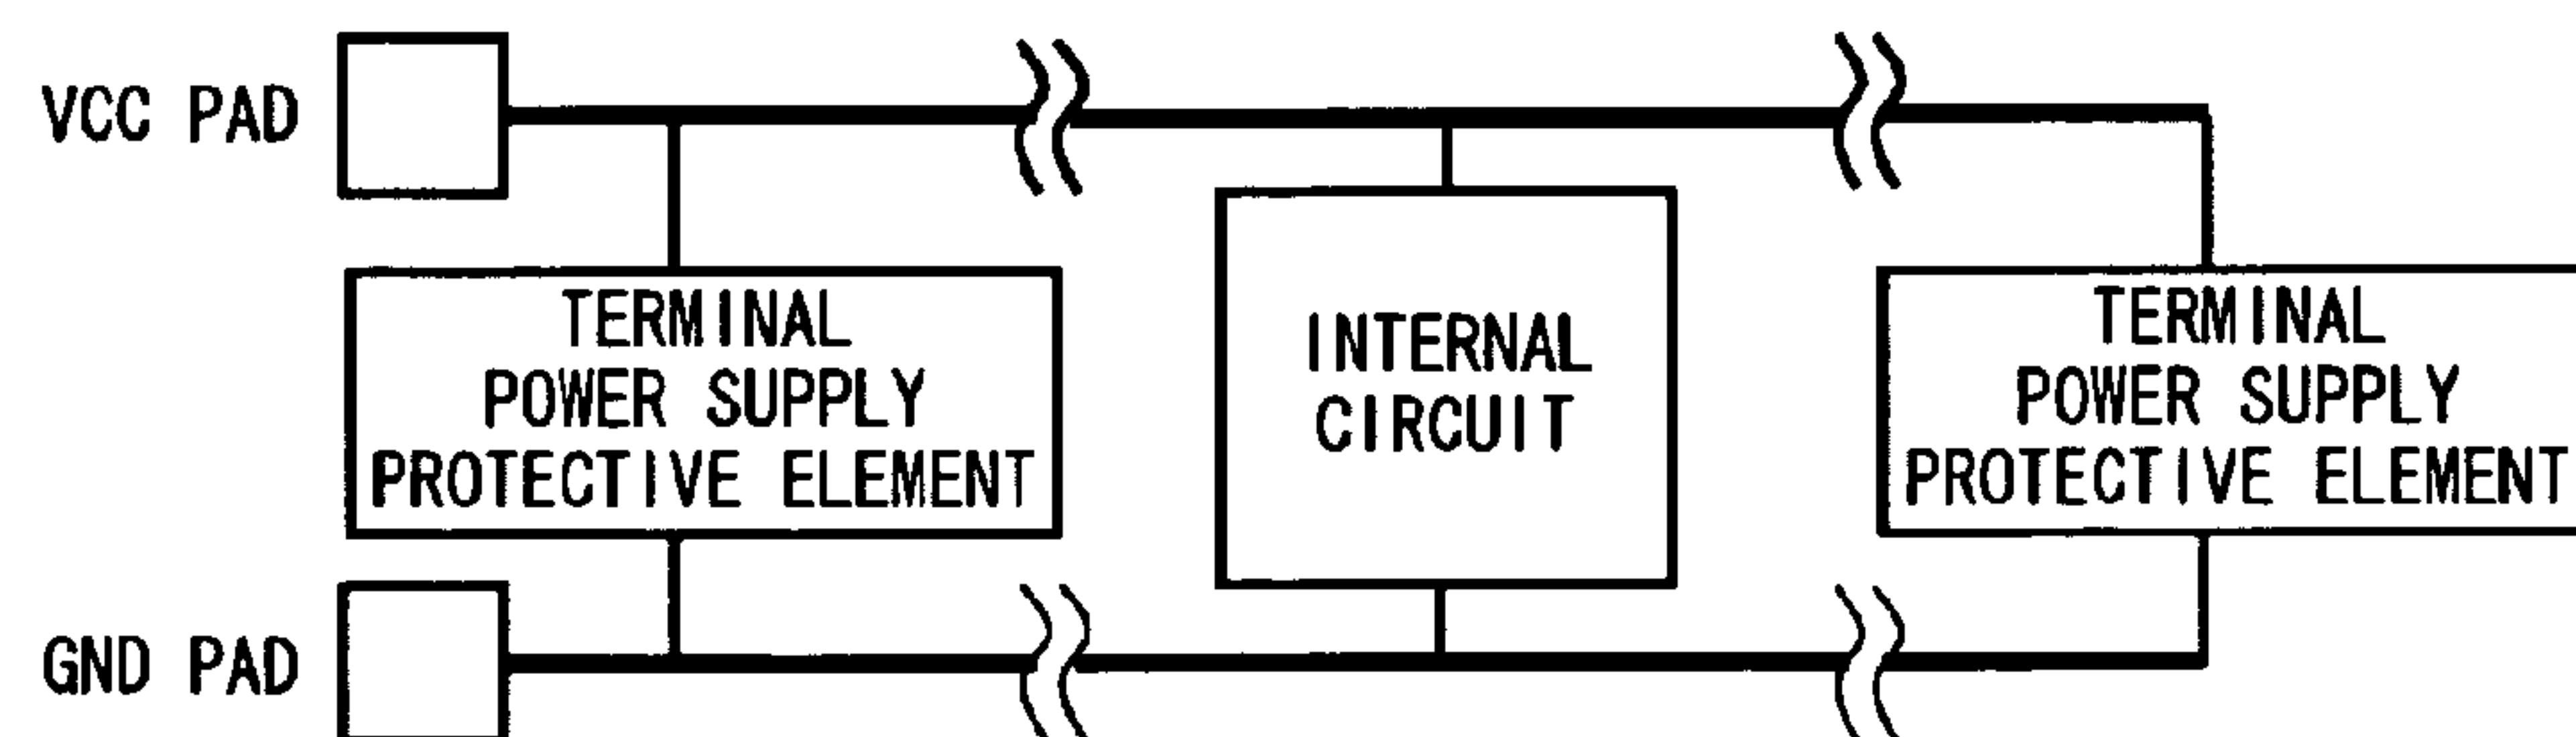 VCC PAD
TERMINAL
POWER SUPPLY
PROTECTIVE ELEMENT
INTERNAL
CIRCUIT
TERMINAL
POWER SUPPLY
PROTECTIVE ELEMENT
GND PAD